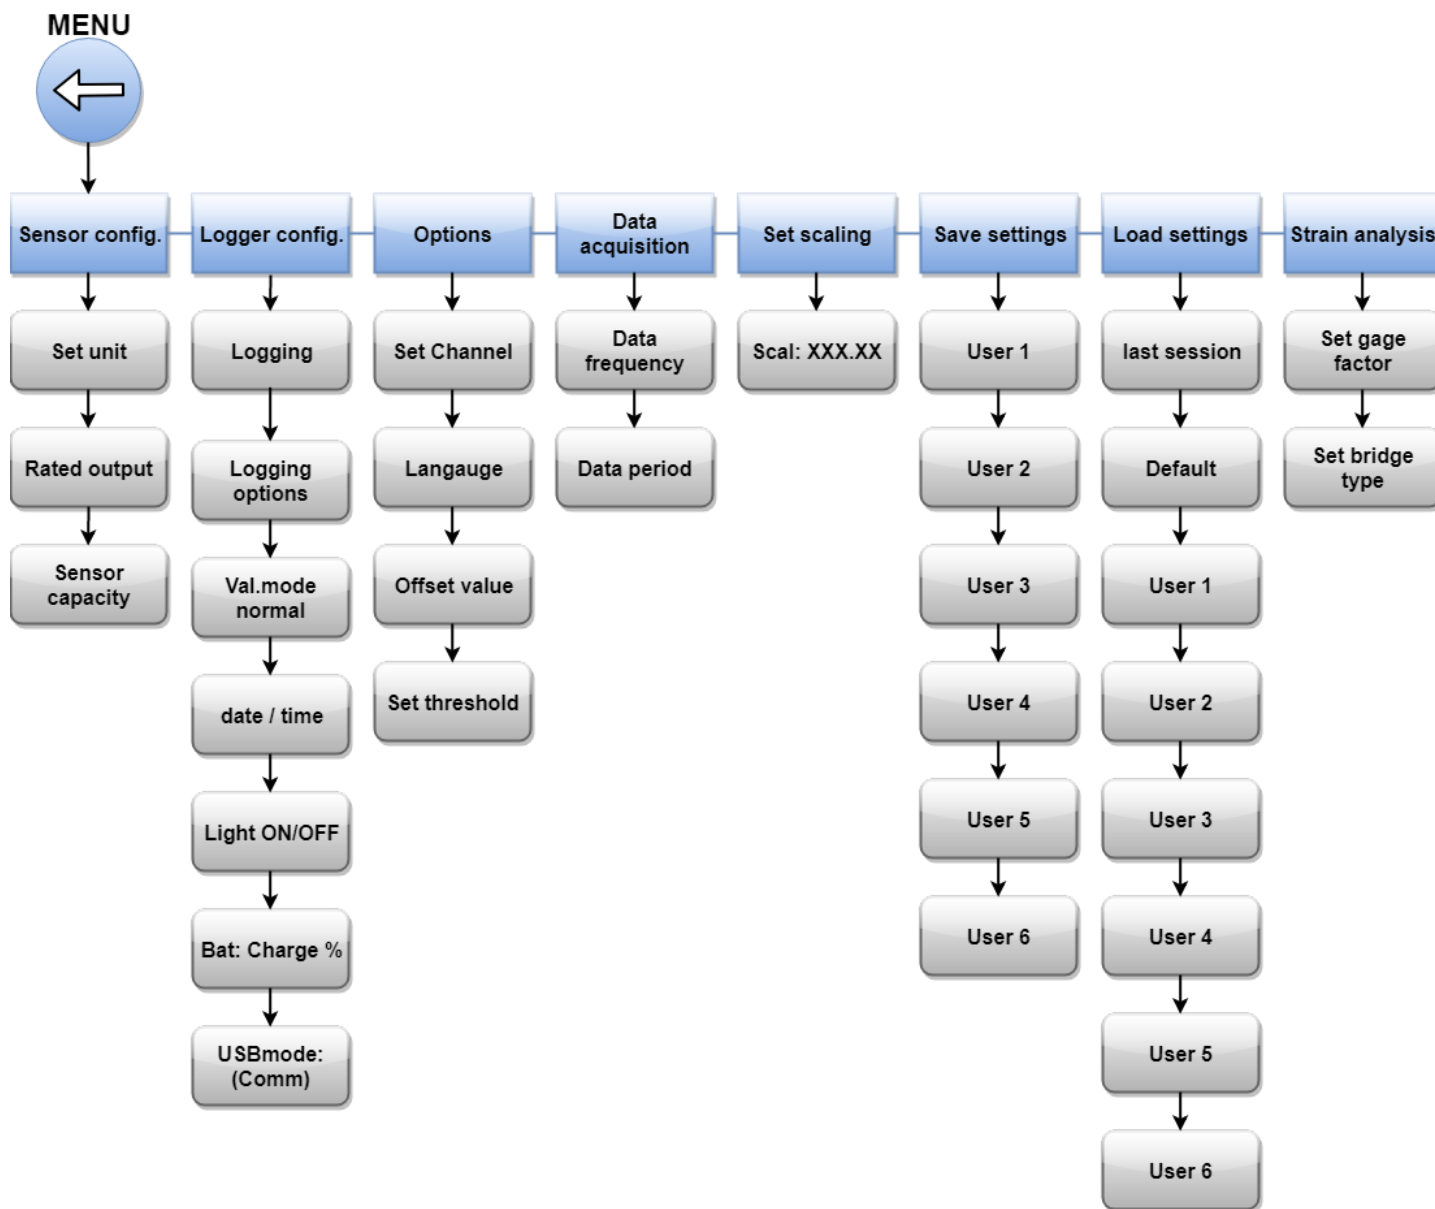 MENU
Sensor config.
Logger config.
Options
Data
acquisition
Set scaling
Save settings
Load settings
Strain analysis
Set unit
Rated output
Sensor
capacity
Logging
Logging
options
Val.mode
normal
date / time
Light ON/OFF
Bat: Charge %
USBmode:
(Comm)
Set Channel
Langauge
Offset value
Set threshold
Data
frequency
Data period
Scal: XXX.XX
User 1
User 2
User 3
User 4
User 5
User 6
last session
Default
User 1
User 2
User 3
User 4
User 5
User 6
Set gage
factor
Set bridge
type